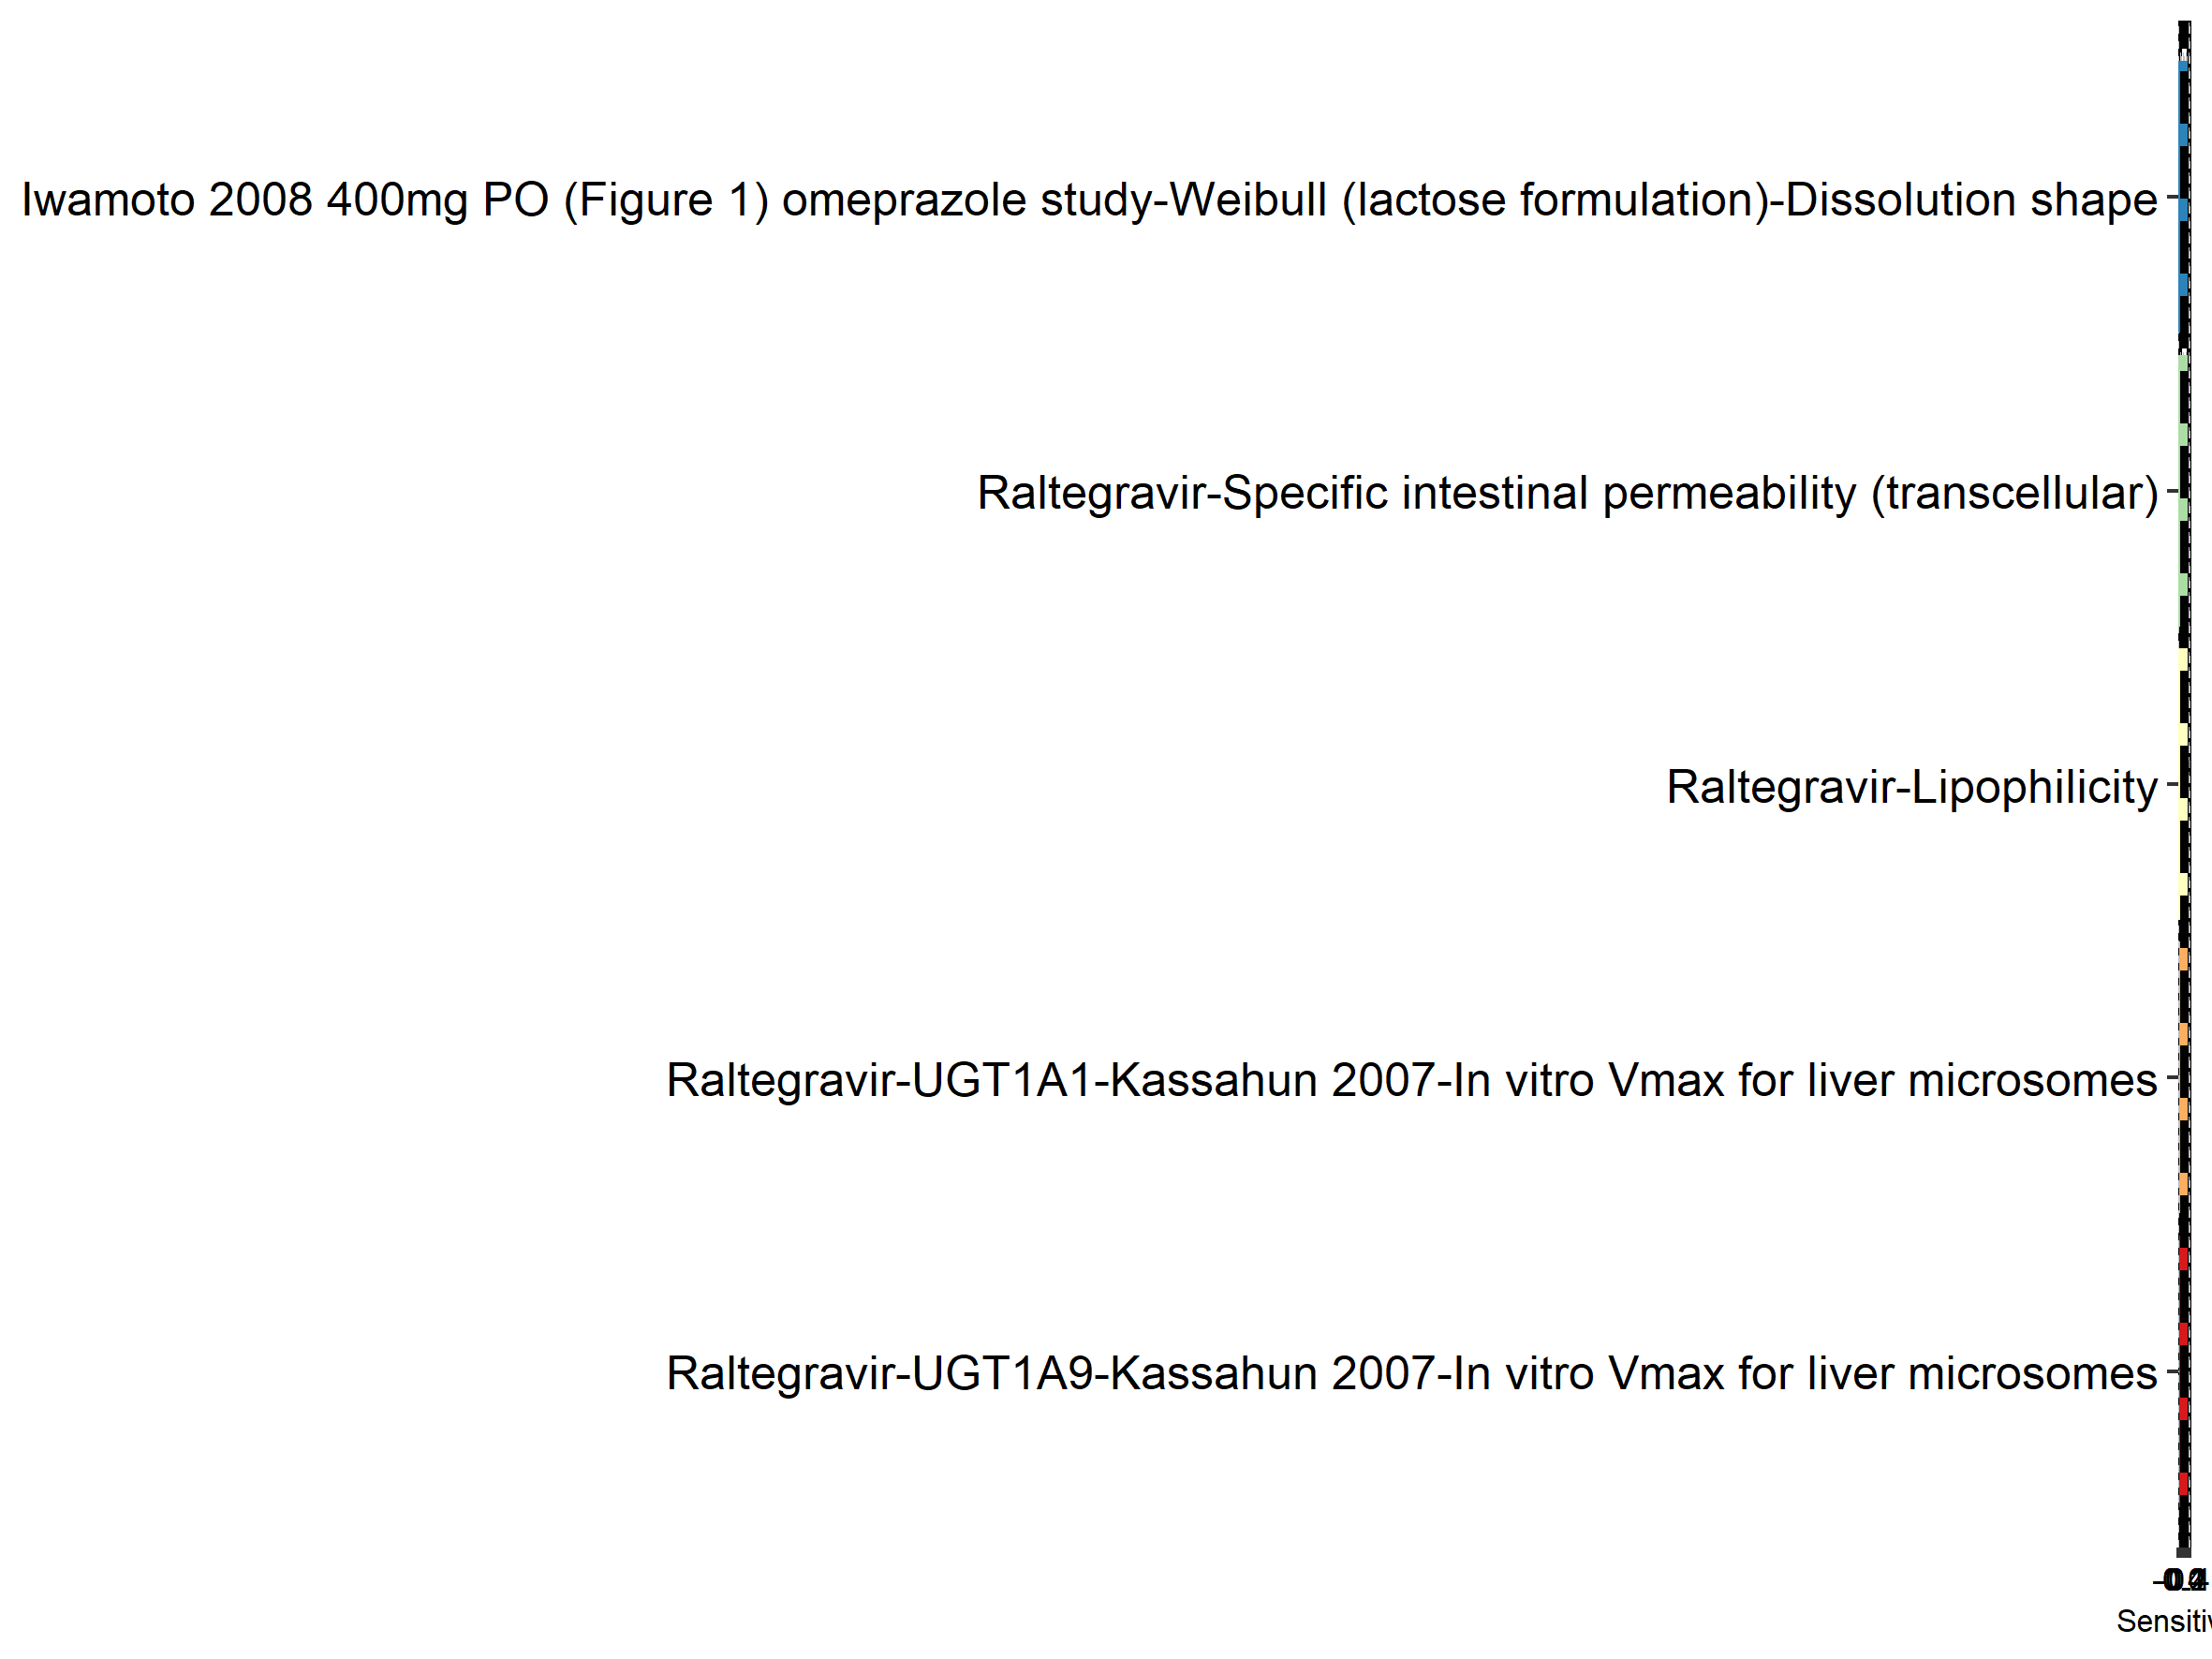 Iwamoto 2008 400mg PO (Figure 1) omeprazole study-Weibull (lactose formulation)-Dissolution shape
Raltegravir-Specific intestinal permeability (transcellular)
Raltegravir-Lipophilicity
Raltegravir-UGT1A1-Kassahun 2007-In vitro Vmax for liver microsomes
Raltegravir-UGT1A9-Kassahun 2007-In vitro Vmax for liver microsomes